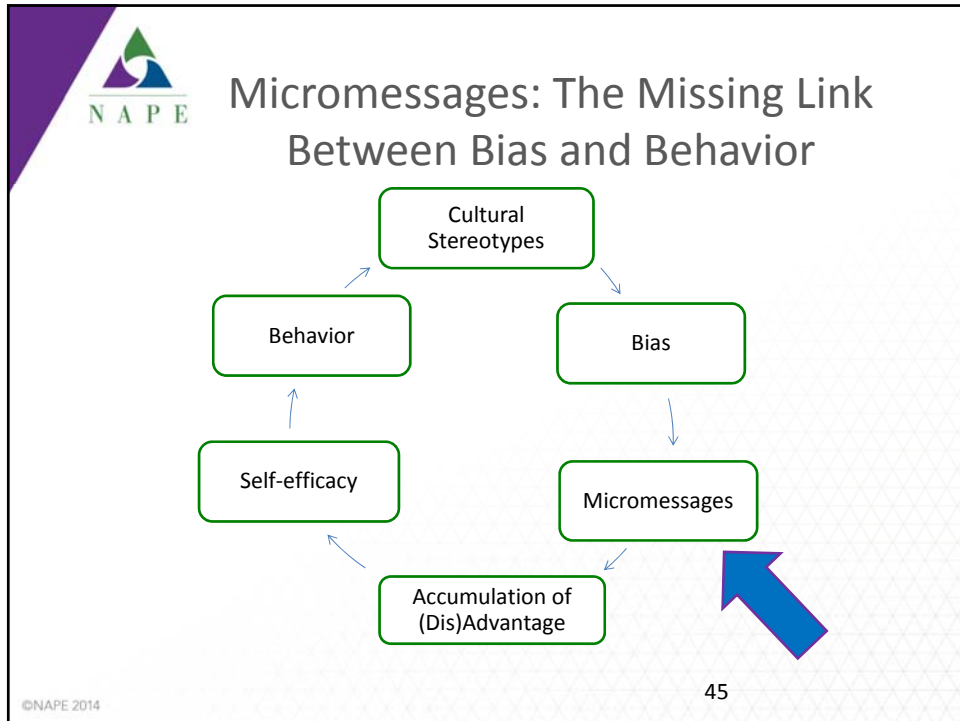 N A P E
Micromessages: The Missing Link
Between Bias and Behavior
Cultural
Stereotypes
Bias
Micromessages
Accumulation of
(Dis)Advantage
Self-efficacy
Behavior
©NAPE 2014
45